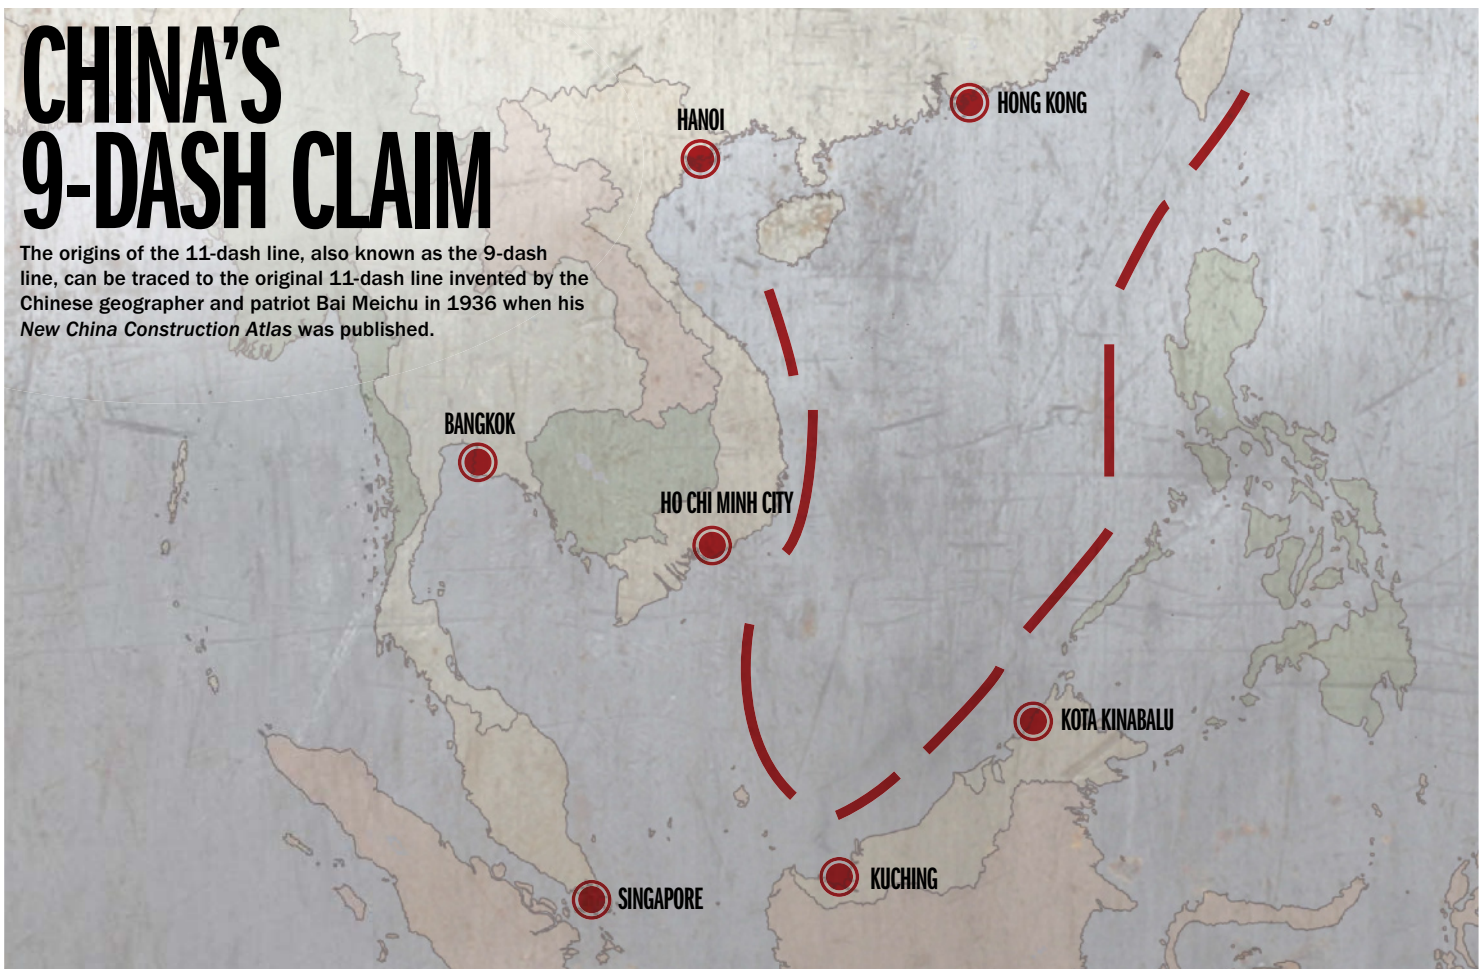 CHINA’S
9-DASH CLAIM
The origins of the 11-dash line, also known as the 9-dash
line, can be traced to the original 11-dash line invented by the
Chinese geographer and patriot Bai Meichu in 1936 when his
New China Construction Atlas was published.
HANOI
HONG KONG
BANGKOK
HO CHI MINH CITY
KOTA KINABALU
KUCHING
SINGAPORE